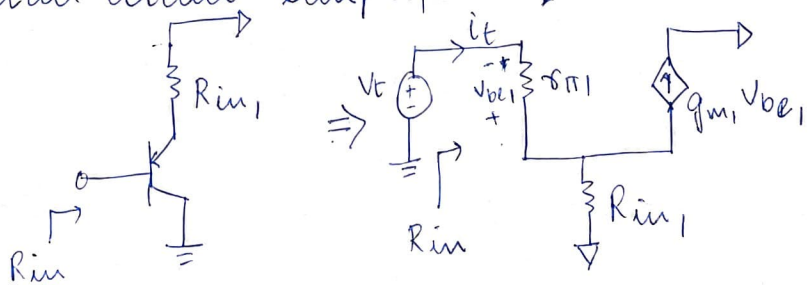 Rin₁
Rin
⇒
Vt
+
-
it
- +
vbe₁
+
rπ1
gm₁ Vbe₁
Rin
Rin₁